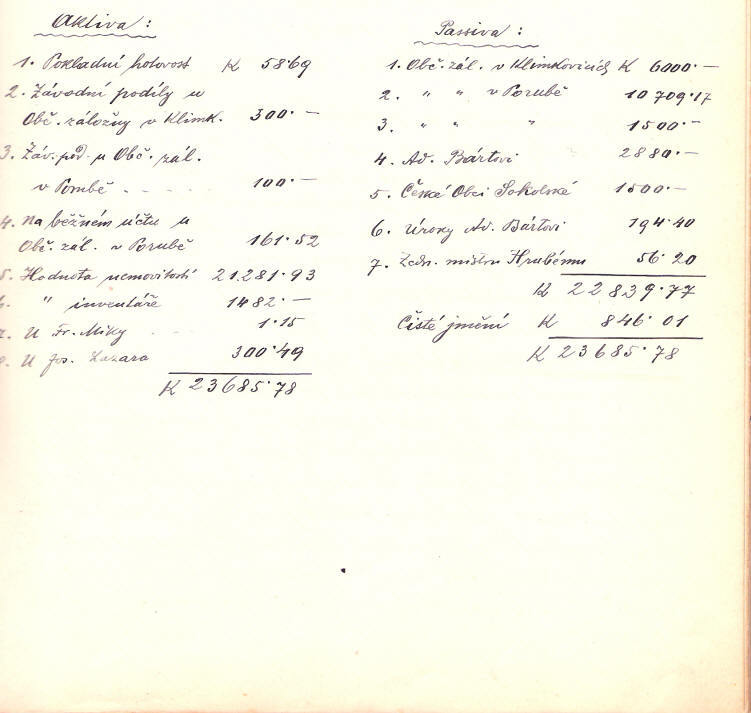 Aktiva :
1. Pokladní hotovost K 58·69
2. Závodní podíly u
Obč. záložny v Klimk. 300·—
3. Záv. pod. u Obč. zál.
v Porubě - - - - 100·—
4. Na běžném účtu u
Obč. zál. v Porubě 161·52
5. Hodnota nemovitostí 21.281·93
6. " inventáře 1482·—
7. U Fr. Miky - - - 1·15
8. U Jos. Lazara 300·49
K 23685·78
Passiva :
1. Obč. zál. v Klimkovicích K 6000·—
2. " " v Porubě 10 709·17
3. " " " 1500·—
4. Ad. Bártovi 2880·—
5. České Obci Sokolské 1500·—
6. Úroky Ad. Bártovi 194·40
7. Zedn. mistru Hrubému 56·20
K 22839·77
Čisté jmění K 846·01
K 23685·78